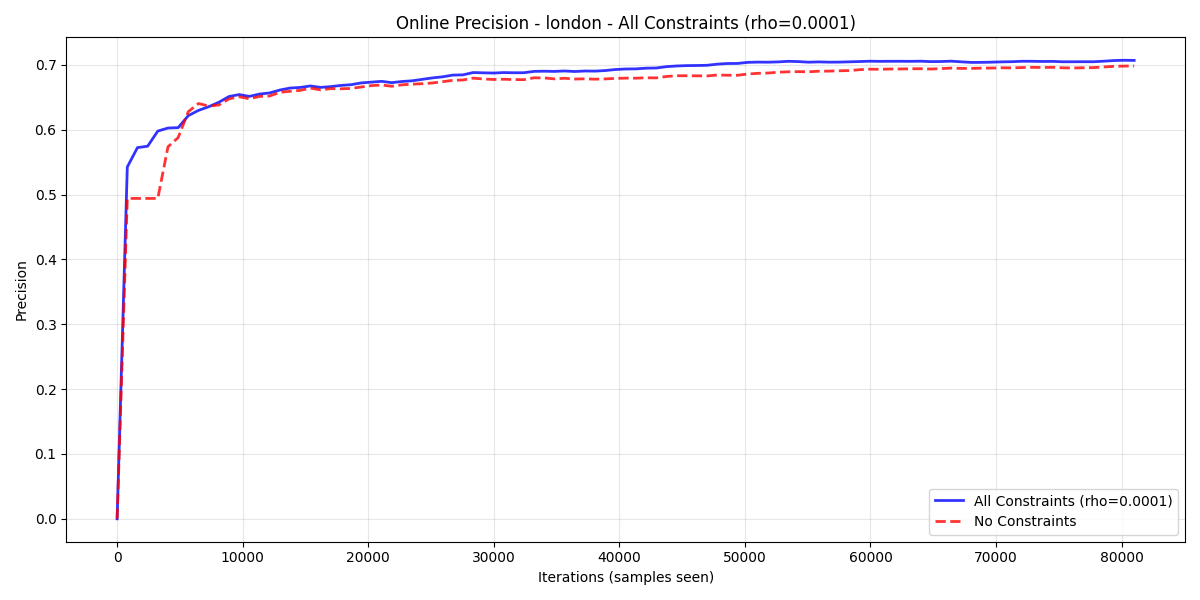 Online Precision - london - All Constraints (rho=0.0001)
Precision
0.7
0.6
0.5
0.4
0.3
0.2
0.1
0.0
0 10000 20000 30000 40000 50000 60000 70000 80000
Iterations (samples seen)
All Constraints (rho=0.0001)
No Constraints